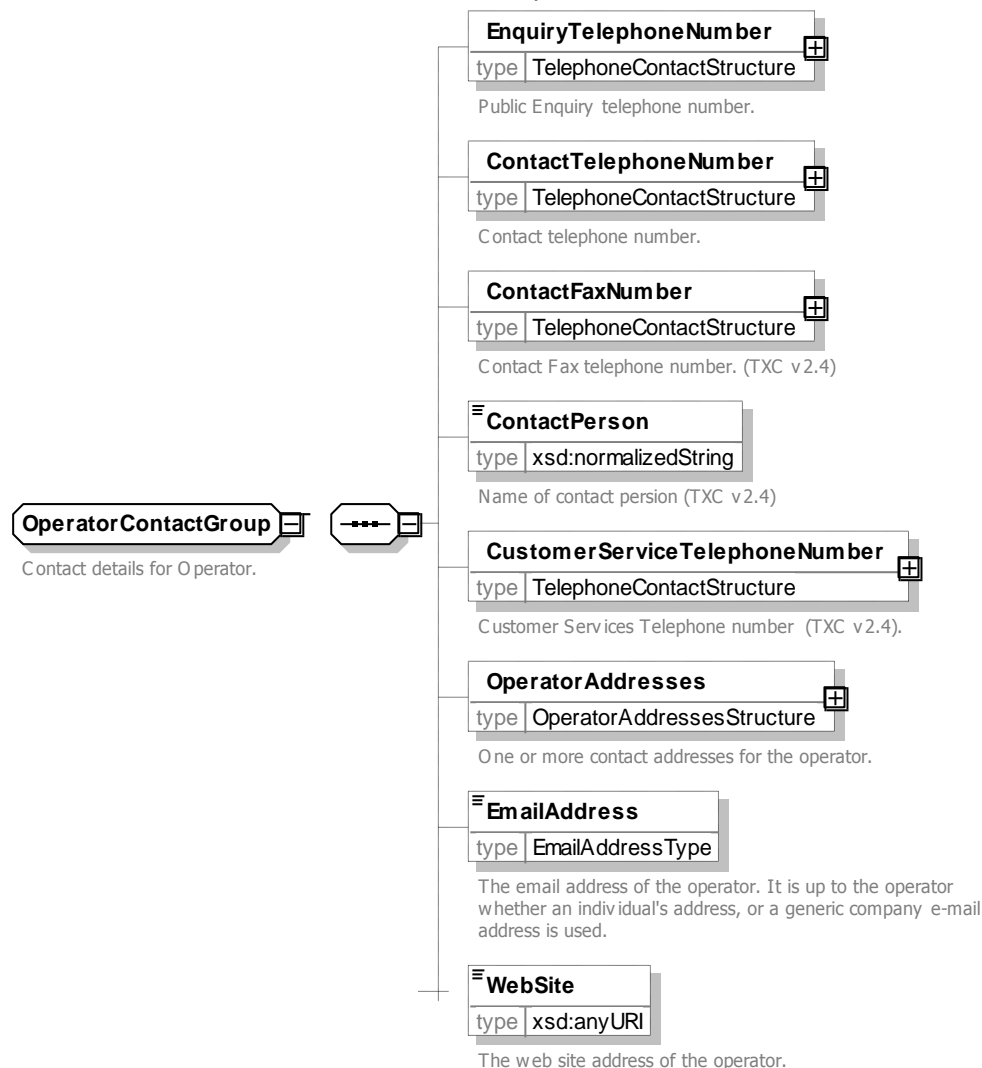 EnquiryTelephoneNumber
type TelephoneContactStructure
Public Enquiry telephone number.
ContactTelephoneNumber
type TelephoneContactStructure
Contact telephone number.
ContactFaxNumber
type TelephoneContactStructure
Contact Fax telephone number. (TXC v2.4)
ContactPerson
type xsd:normalizedString
Name of contact persion (TXC v2.4)
OperatorContactGroup
Contact details for Operator.
CustomerServiceTelephoneNumber
type TelephoneContactStructure
Customer Services Telephone number (TXC v2.4).
OperatorAddresses
type OperatorAddressesStructure
One or more contact addresses for the operator.
EmailAddress
type EmailAddressType
The email address of the operator. It is up to the operator
whether an individual's address, or a generic company e-mail
address is used.
WebSite
type xsd:anyURI
The web site address of the operator.